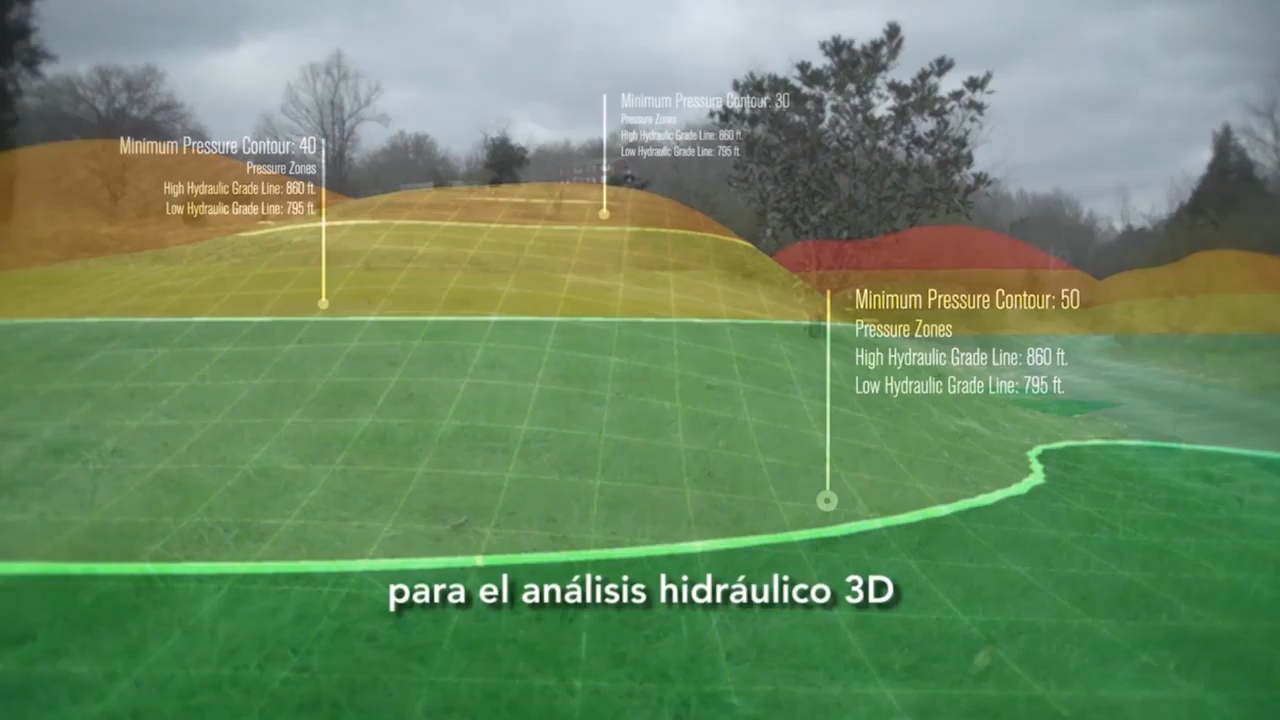 Minimum Pressure Contour: 30
Pressure Zones
High Hydraulic Grade Line: 860 ft.
Low Hydraulic Grade Line: 795 ft.
Minimum Pressure Contour: 40
Pressure Zones
High Hydraulic Grade Line: 860 ft.
Low Hydraulic Grade Line: 795 ft.
Minimum Pressure Contour: 50
Pressure Zones
High Hydraulic Grade Line: 860 ft.
Low Hydraulic Grade Line: 795 ft.
para el análisis hidráulico 3D